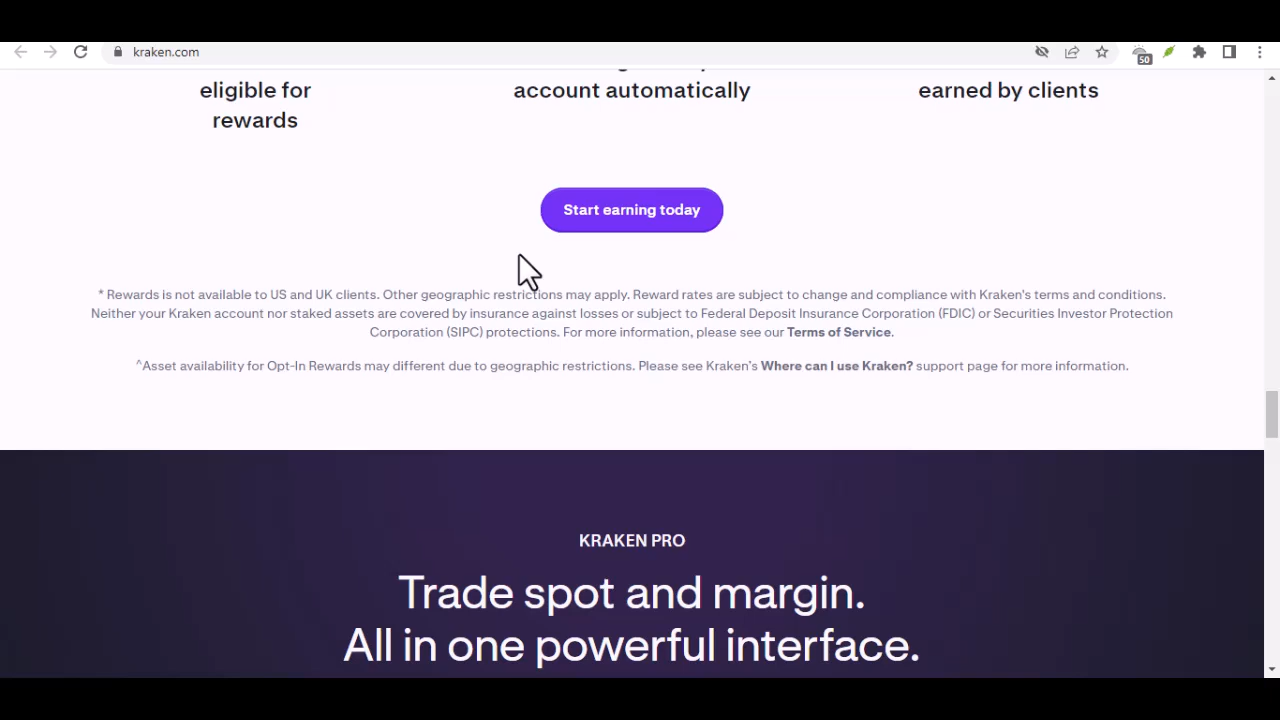 kraken.com
50
eligible for
account automatically
earned by clients
rewards
Start earning today
* Rewards is not available to US and UK clients. Other geographic restrictions may apply. Reward rates are subject to change and compliance with Kraken's terms and conditions.
Neither your Kraken account nor staked assets are covered by insurance against losses or subject to Federal Deposit Insurance Corporation (FDIC) or Securities Investor Protection
Corporation (SIPC) protections. For more information, please see our Terms of Service.
^Asset availability for Opt-In Rewards may different due to geographic restrictions. Please see Kraken's Where can I use Kraken? support page for more information.
KRAKEN PRO
Trade spot and margin.
All in one powerful interface.